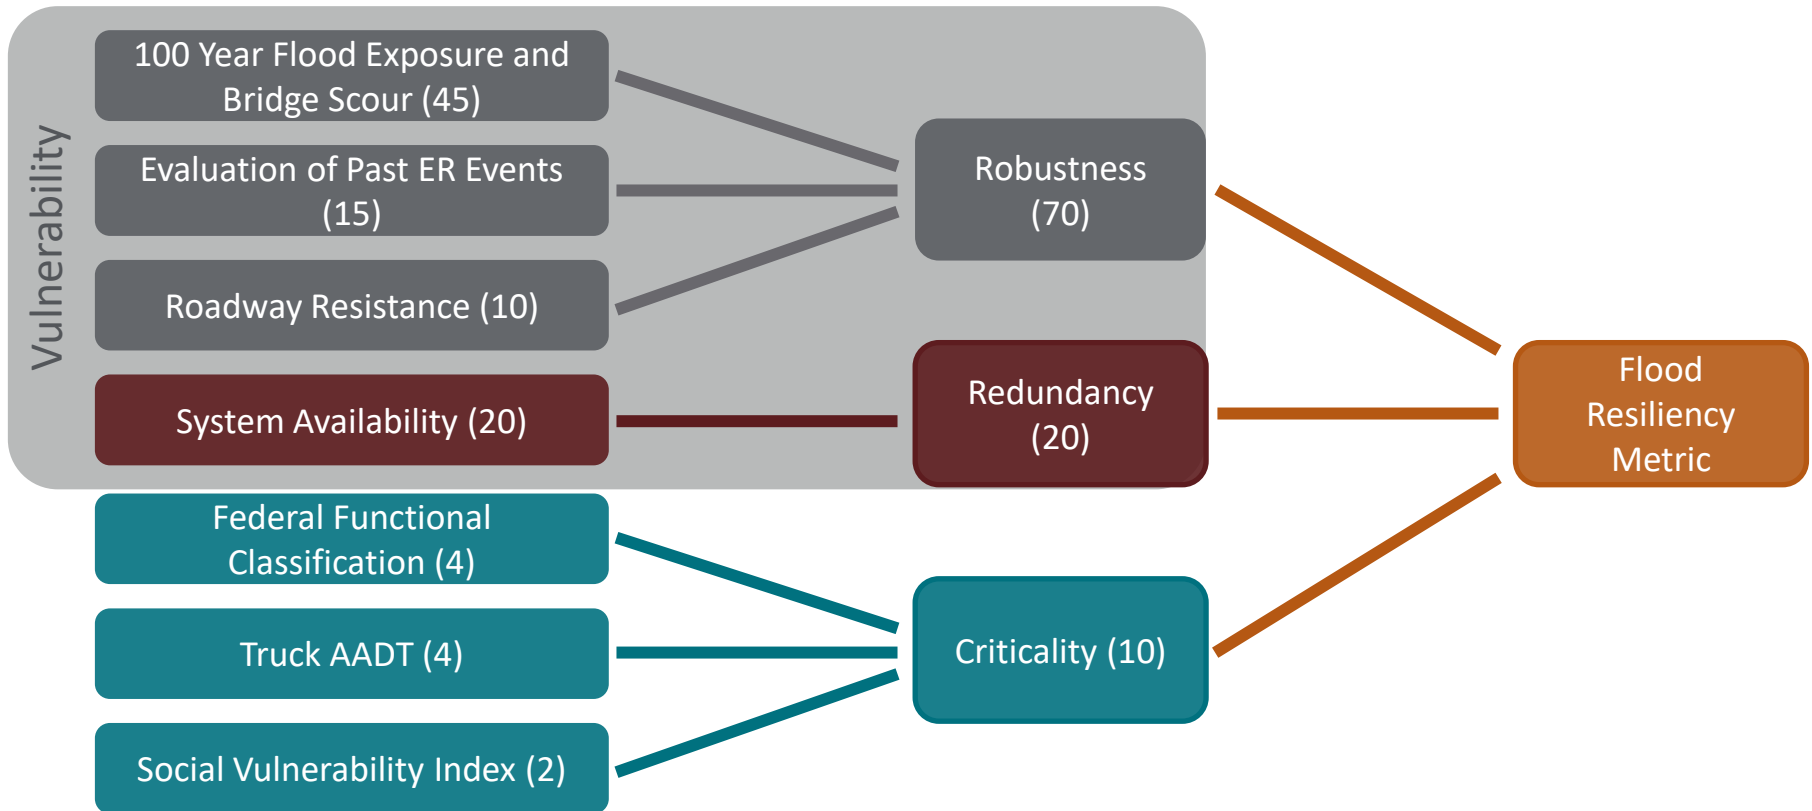 Vulnerability
100 Year Flood Exposure and
Bridge Scour (45)
Evaluation of Past ER Events
(15)
Roadway Resistance (10)
System Availability (20)
Federal Functional
Classification (4)
Truck AADT (4)
Social Vulnerability Index (2)
Robustness
(70)
Redundancy
(20)
Criticality (10)
Flood
Resiliency
Metric